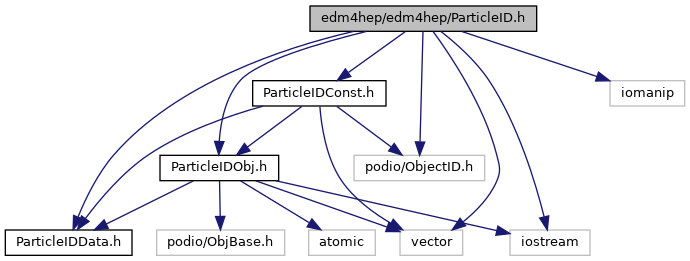 edm4hep/edm4hep/ParticleID.h
ParticleIDConst.h
iomanip
ParticleIDObj.h
podio/ObjectID.h
ParticleIDData.h
podio/ObjBase.h
atomic
vector
iostream